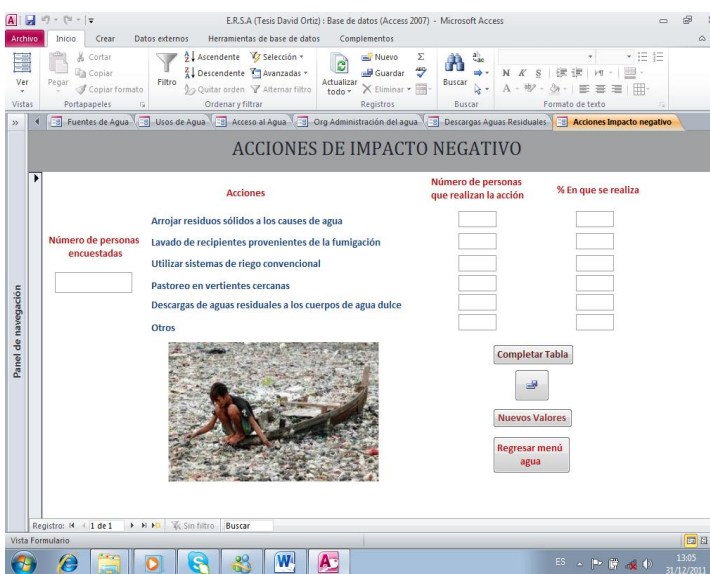 E.R.S.A (Tesis David Ortiz) : Base de datos (Access 2007) - Microsoft Access
Archivo Inicio Crear Datos externos Herramientas de base de datos Complementos
Ver
Pegar
Cortar
Copiar
Copiar formato
Filtro
Ascendente
Descendente
Quitar orden
Selección
Avanzadas
Alternar filtro
Actualizar todo
Nuevo
Guardar
Eliminar
Buscar
N K S
Vistas Portapapeles Ordenar y filtrar Registros Buscar Formato de texto
Fuentes de Agua Usos de Agua Acceso al Agua Org Administración del agua Descargas Aguas Residuales Acciones Impacto negativo
ACCIONES DE IMPACTO NEGATIVO
Acciones
Número de personas
que realizan la acción
% En que se realiza
Número de personas
encuestadas
Arrojar residuos sólidos a los causes de agua
Lavado de recipientes provenientes de la fumigación
Utilizar sistemas de riego convencional
Pastoreo en vertientes cercanas
Descargas de aguas residuales a los cuerpos de agua dulce
Otros
Completar Tabla
Nuevos Valores
Regresar menú
agua
Panel de navegación
Registro: 1 de 1 Sin filtro Buscar
Vista Formulario
ES
13:05
31/12/2011